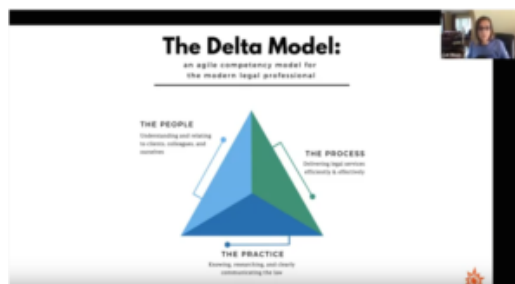 The Delta Model:
an agile competency model for
the modern legal professional
THE PEOPLE
Understanding and relating
to clients, colleagues, and
ourselves
THE PROCESS
Delivering legal services
efficiently & effectively
THE PRACTICE
Knowing, researching, and clearly
communicating the law